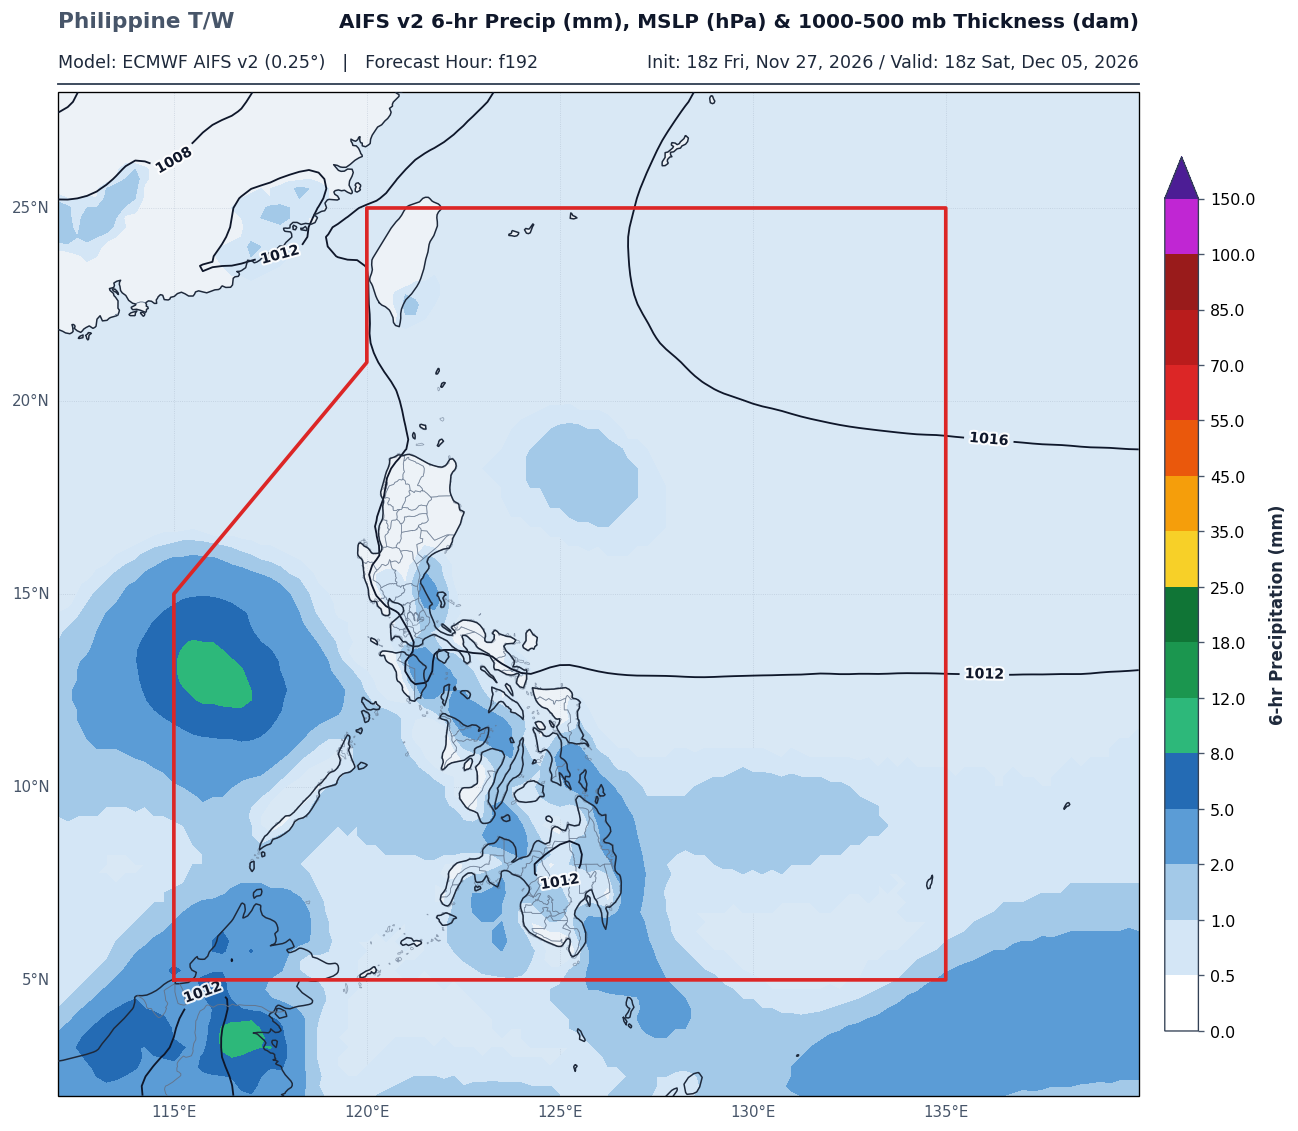 Philippine T/W
AIFS v2 6-hr Precip (mm), MSLP (hPa) & 1000-500 mb Thickness (dam)
Model: ECMWF AIFS v2 (0.25°) | Forecast Hour: f192
Init: 18z Fri, Nov 27, 2026 / Valid: 18z Sat, Dec 05, 2026
1008
1012
1016
1012
1012
1012
25°N
20°N
15°N
10°N
5°N
115°E
120°E
125°E
130°E
135°E
150.0
100.0
85.0
70.0
55.0
45.0
35.0
25.0
18.0
12.0
8.0
5.0
2.0
1.0
0.5
0.0
6-hr Precipitation (mm)